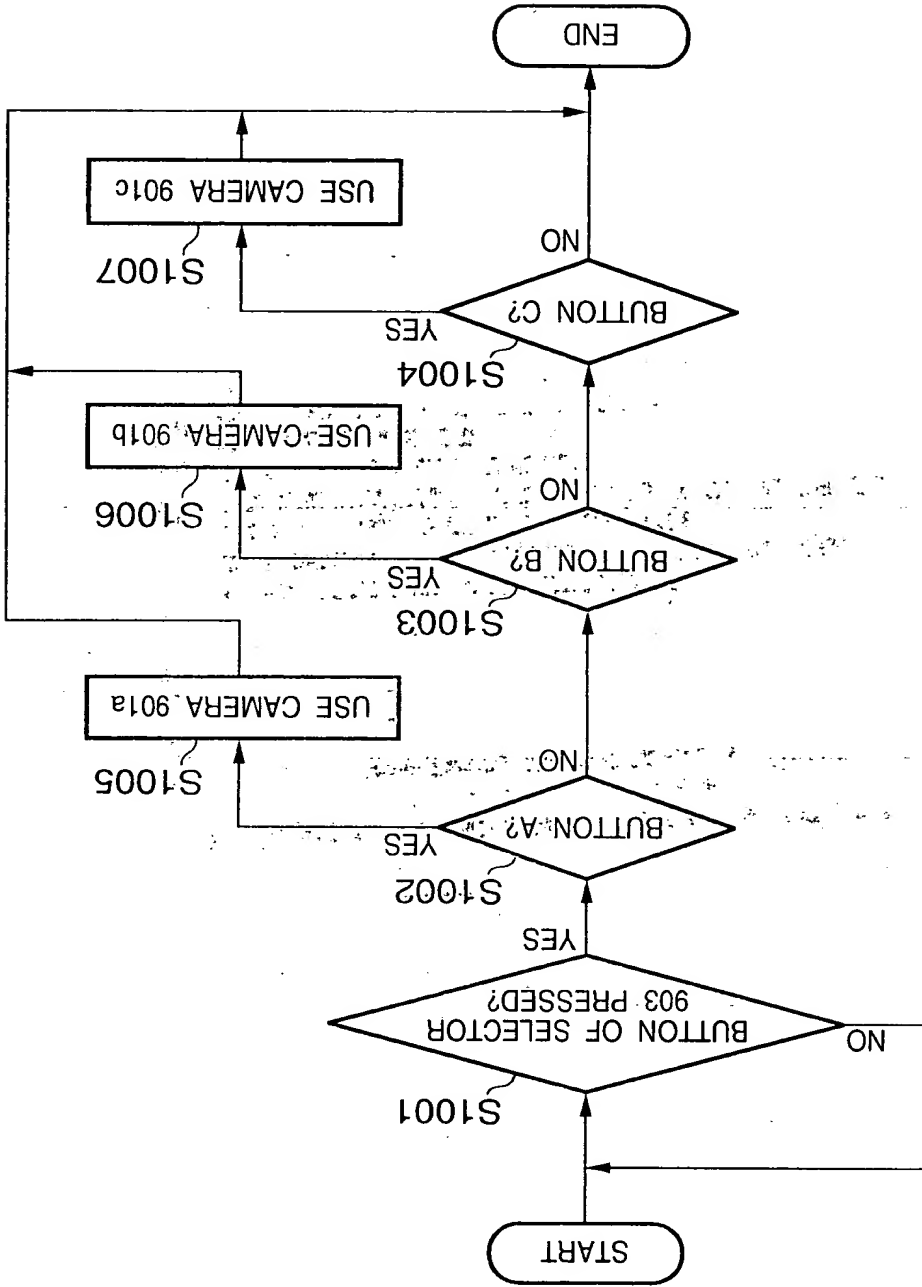 START
S1001
BUTTON OF SELECTOR
903 PRESSED?
NO
YES
S1002
BUTTON A?
YES
NO
S1005
USE CAMERA 901a
S1003
BUTTON B?
YES
NO
S1006
USE CAMERA 901b
S1004
BUTTON C?
YES
NO
S1007
USE CAMERA 901c
END